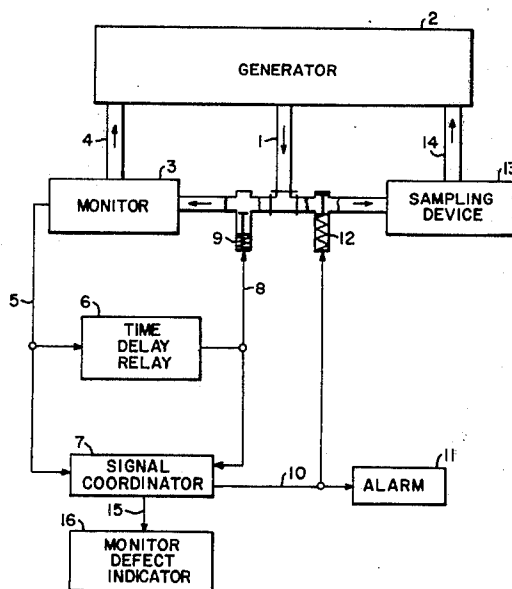 2
GENERATOR
4
1
14
3
13
MONITOR
SAMPLING
DEVICE
9
12
5
8
6
TIME
DELAY
RELAY
7
SIGNAL
COORDINATOR
10
11
ALARM
15
16
MONITOR
DEFECT
INDICATOR